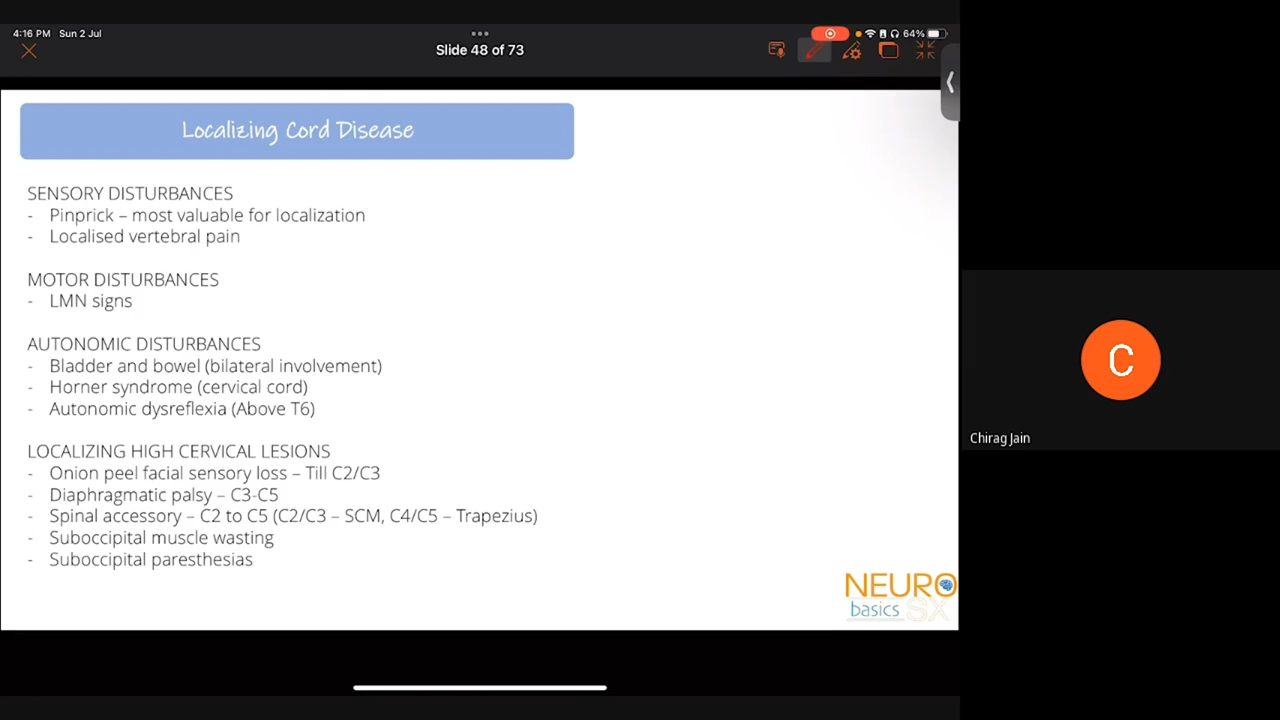 4:16 PM Sun 2 Jul
64%
Slide 48 of 73
Localizing Cord Disease
SENSORY DISTURBANCES
- Pinprick – most valuable for localization
- Localised vertebral pain
MOTOR DISTURBANCES
- LMN signs
AUTONOMIC DISTURBANCES
- Bladder and bowel (bilateral involvement)
- Horner syndrome (cervical cord)
- Autonomic dysreflexia (Above T6)
LOCALIZING HIGH CERVICAL LESIONS
- Onion peel facial sensory loss – Till C2/C3
- Diaphragmatic palsy – C3-C5
- Spinal accessory – C2 to C5 (C2/C3 – SCM, C4/C5 – Trapezius)
- Suboccipital muscle wasting
- Suboccipital paresthesias
NEURO
basics SX
C
Chirag Jain